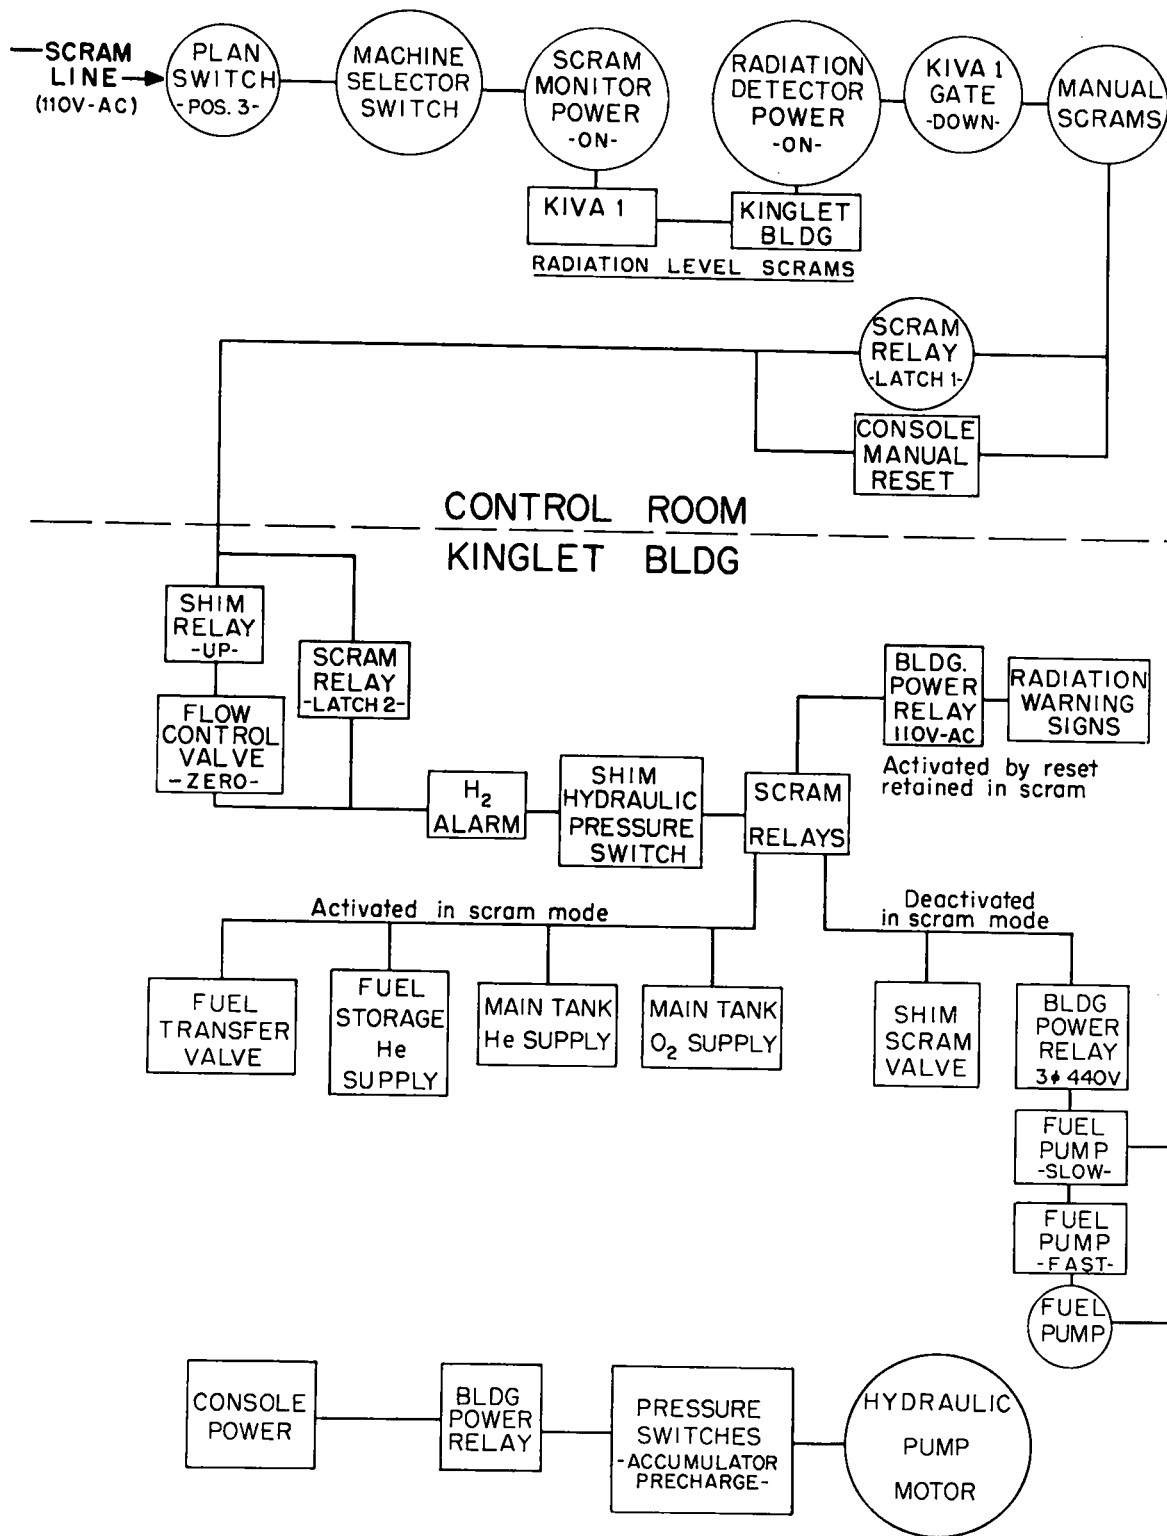 SCRAM
LINE
(110V-AC)
PLAN
SWITCH
-POS. 3-
MACHINE
SELECTOR
SWITCH
SCRAM
MONITOR
POWER
-ON-
RADIATION
DETECTOR
POWER
-ON-
KIVA 1
GATE
-DOWN-
MANUAL
SCRAMS
KIVA 1
KINGLET
BLDG
RADIATION LEVEL SCRAMS
SCRAM
RELAY
-LATCH 1-
CONSOLE
MANUAL
RESET
CONTROL ROOM
KINGLET BLDG
SHIM
RELAY
-UP-
SCRAM
RELAY
-LATCH 2-
FLOW
CONTROL
VALVE
-ZERO-
H2
ALARM
SHIM
HYDRAULIC
PRESSURE
SWITCH
SCRAM
RELAYS
BLDG.
POWER
RELAY
110V-AC
RADIATION
WARNING
SIGNS
Activated by reset
retained in scram
Activated in scram mode
Deactivated
in scram mode
FUEL
TRANSFER
VALVE
FUEL
STORAGE
He
SUPPLY
MAIN TANK
He SUPPLY
MAIN TANK
O2 SUPPLY
SHIM
SCRAM
VALVE
BLDG
POWER
RELAY
3ϕ 440V
FUEL
PUMP
-SLOW-
FUEL
PUMP
-FAST-
FUEL
PUMP
CONSOLE
POWER
BLDG
POWER
RELAY
PRESSURE
SWITCHES
-ACCUMULATOR
PRECHARGE-
HYDRAULIC
PUMP
MOTOR